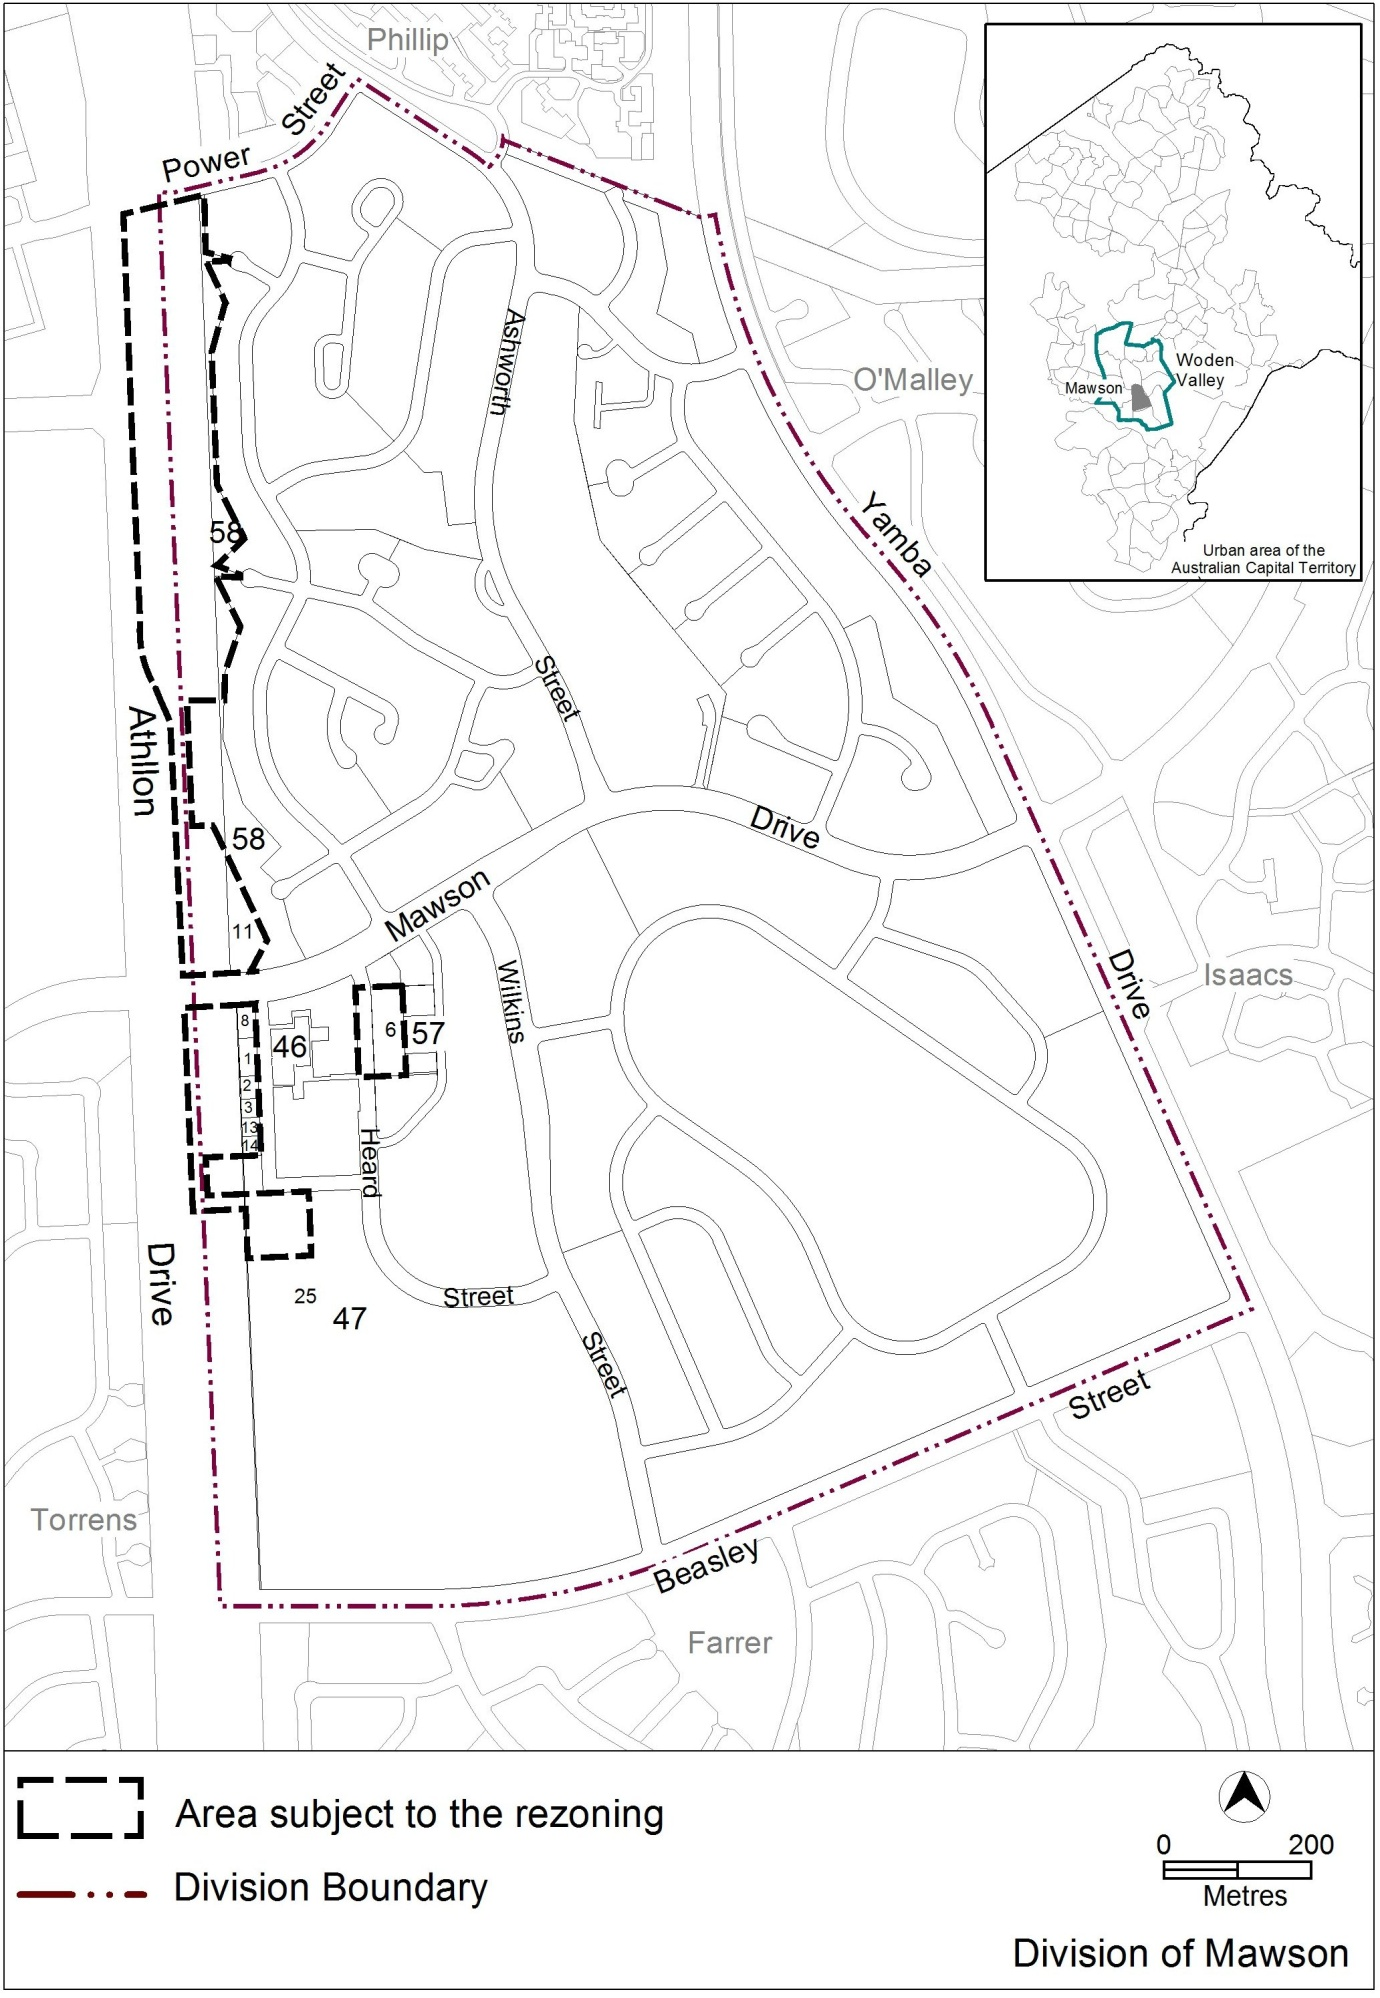 Phillip
Power Street
Woden
Valley
Mawson
Urban area of the
Australian Capital Territory
O'Malley
Ashworth
Street
Yamba
Drive
58
Athllon
Drive
58
11
Mawson
Drive
Wilkins
Street
Isaacs
8
1
2
3
13
14
46
6
57
Heard
Street
25
47
Torrens
Beasley
Street
Farrer
Area subject to the rezoning
Division Boundary
0 200
Metres
Division of Mawson